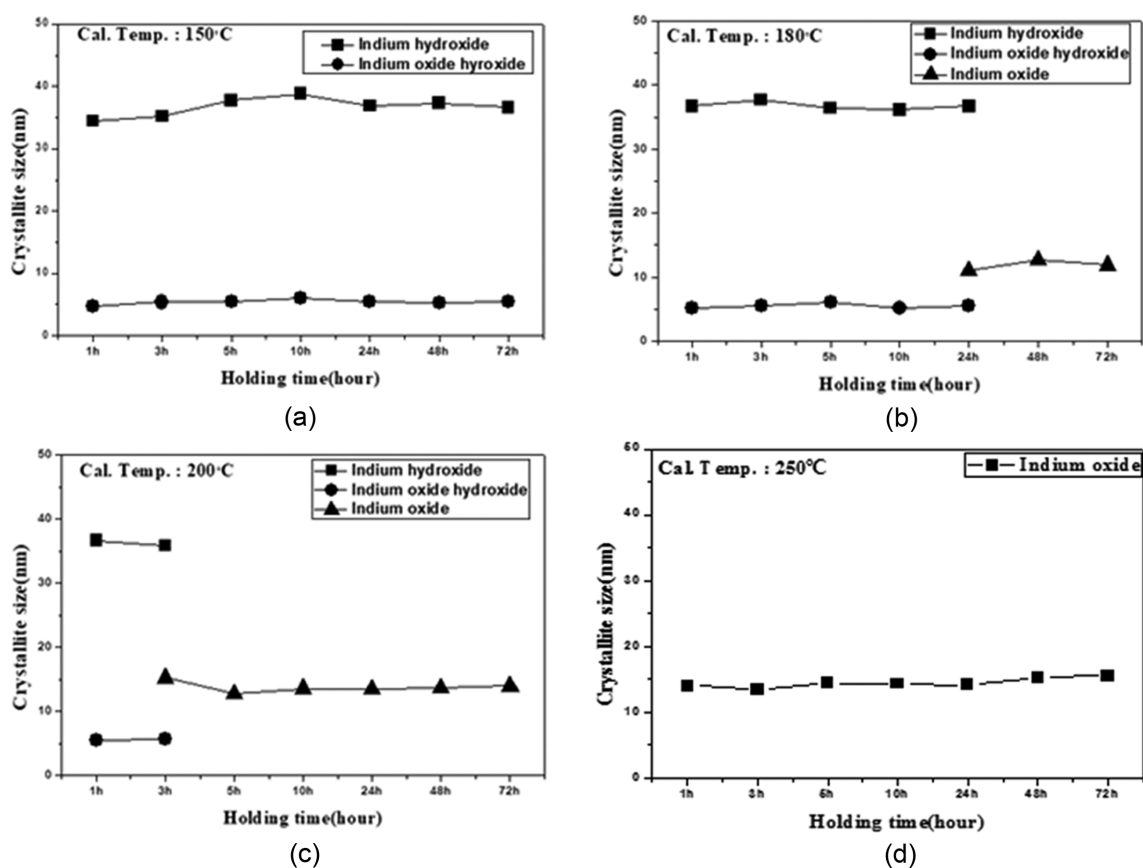 Cal. Temp. : 150°C
Indium hydroxide
Indium oxide hyroxide
Crystallite size(nm)
50
40
30
20
10
0
1h 3h 5h 10h 24h 48h 72h
Holding time(hour)
(a)
Cal. Temp. : 180°C
Indium hydroxide
Indium oxide hydroxide
Indium oxide
Crystallite size(nm)
50
40
30
20
10
0
1h 3h 5h 10h 24h 48h 72h
Holding time(hour)
(b)
Cal. Temp. : 200°C
Indium hydroxide
Indium oxide hydroxide
Indium oxide
Crystallite size(nm)
50
40
30
20
10
0
1h 3h 5h 10h 24h 48h 72h
Holding time(hour)
(c)
Cal. Temp. : 250°C
Indium oxide
Crystallite size(nm)
50
40
30
20
10
0
1h 3h 5h 10h 24h 48h 72h
Holding time(hour)
(d)